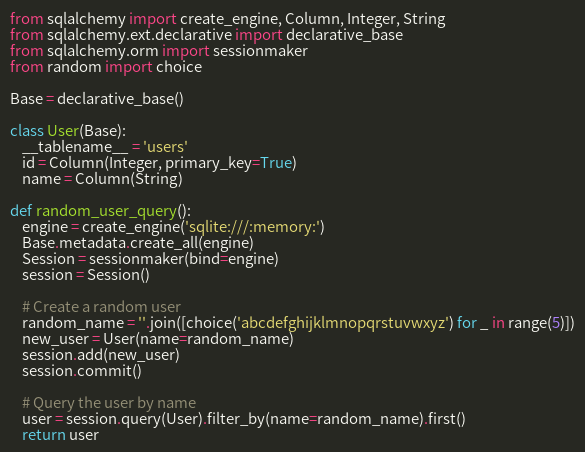 from sqlalchemy import create_engine, Column, Integer, String
from sqlalchemy.ext.declarative import declarative_base
from sqlalchemy.orm import sessionmaker
from random import choice

Base = declarative_base()

class User(Base):
    __tablename__ = 'users'
    id = Column(Integer, primary_key=True)
    name = Column(String)

def random_user_query():
    engine = create_engine('sqlite:///:memory:')
    Base.metadata.create_all(engine)
    Session = sessionmaker(bind=engine)
    session = Session()

    # Create a random user
    random_name = ''.join([choice('abcdefghijklmnopqrstuvwxyz') for _ in range(5)])
    new_user = User(name=random_name)
    session.add(new_user)
    session.commit()

    # Query the user by name
    user = session.query(User).filter_by(name=random_name).first()
    return user